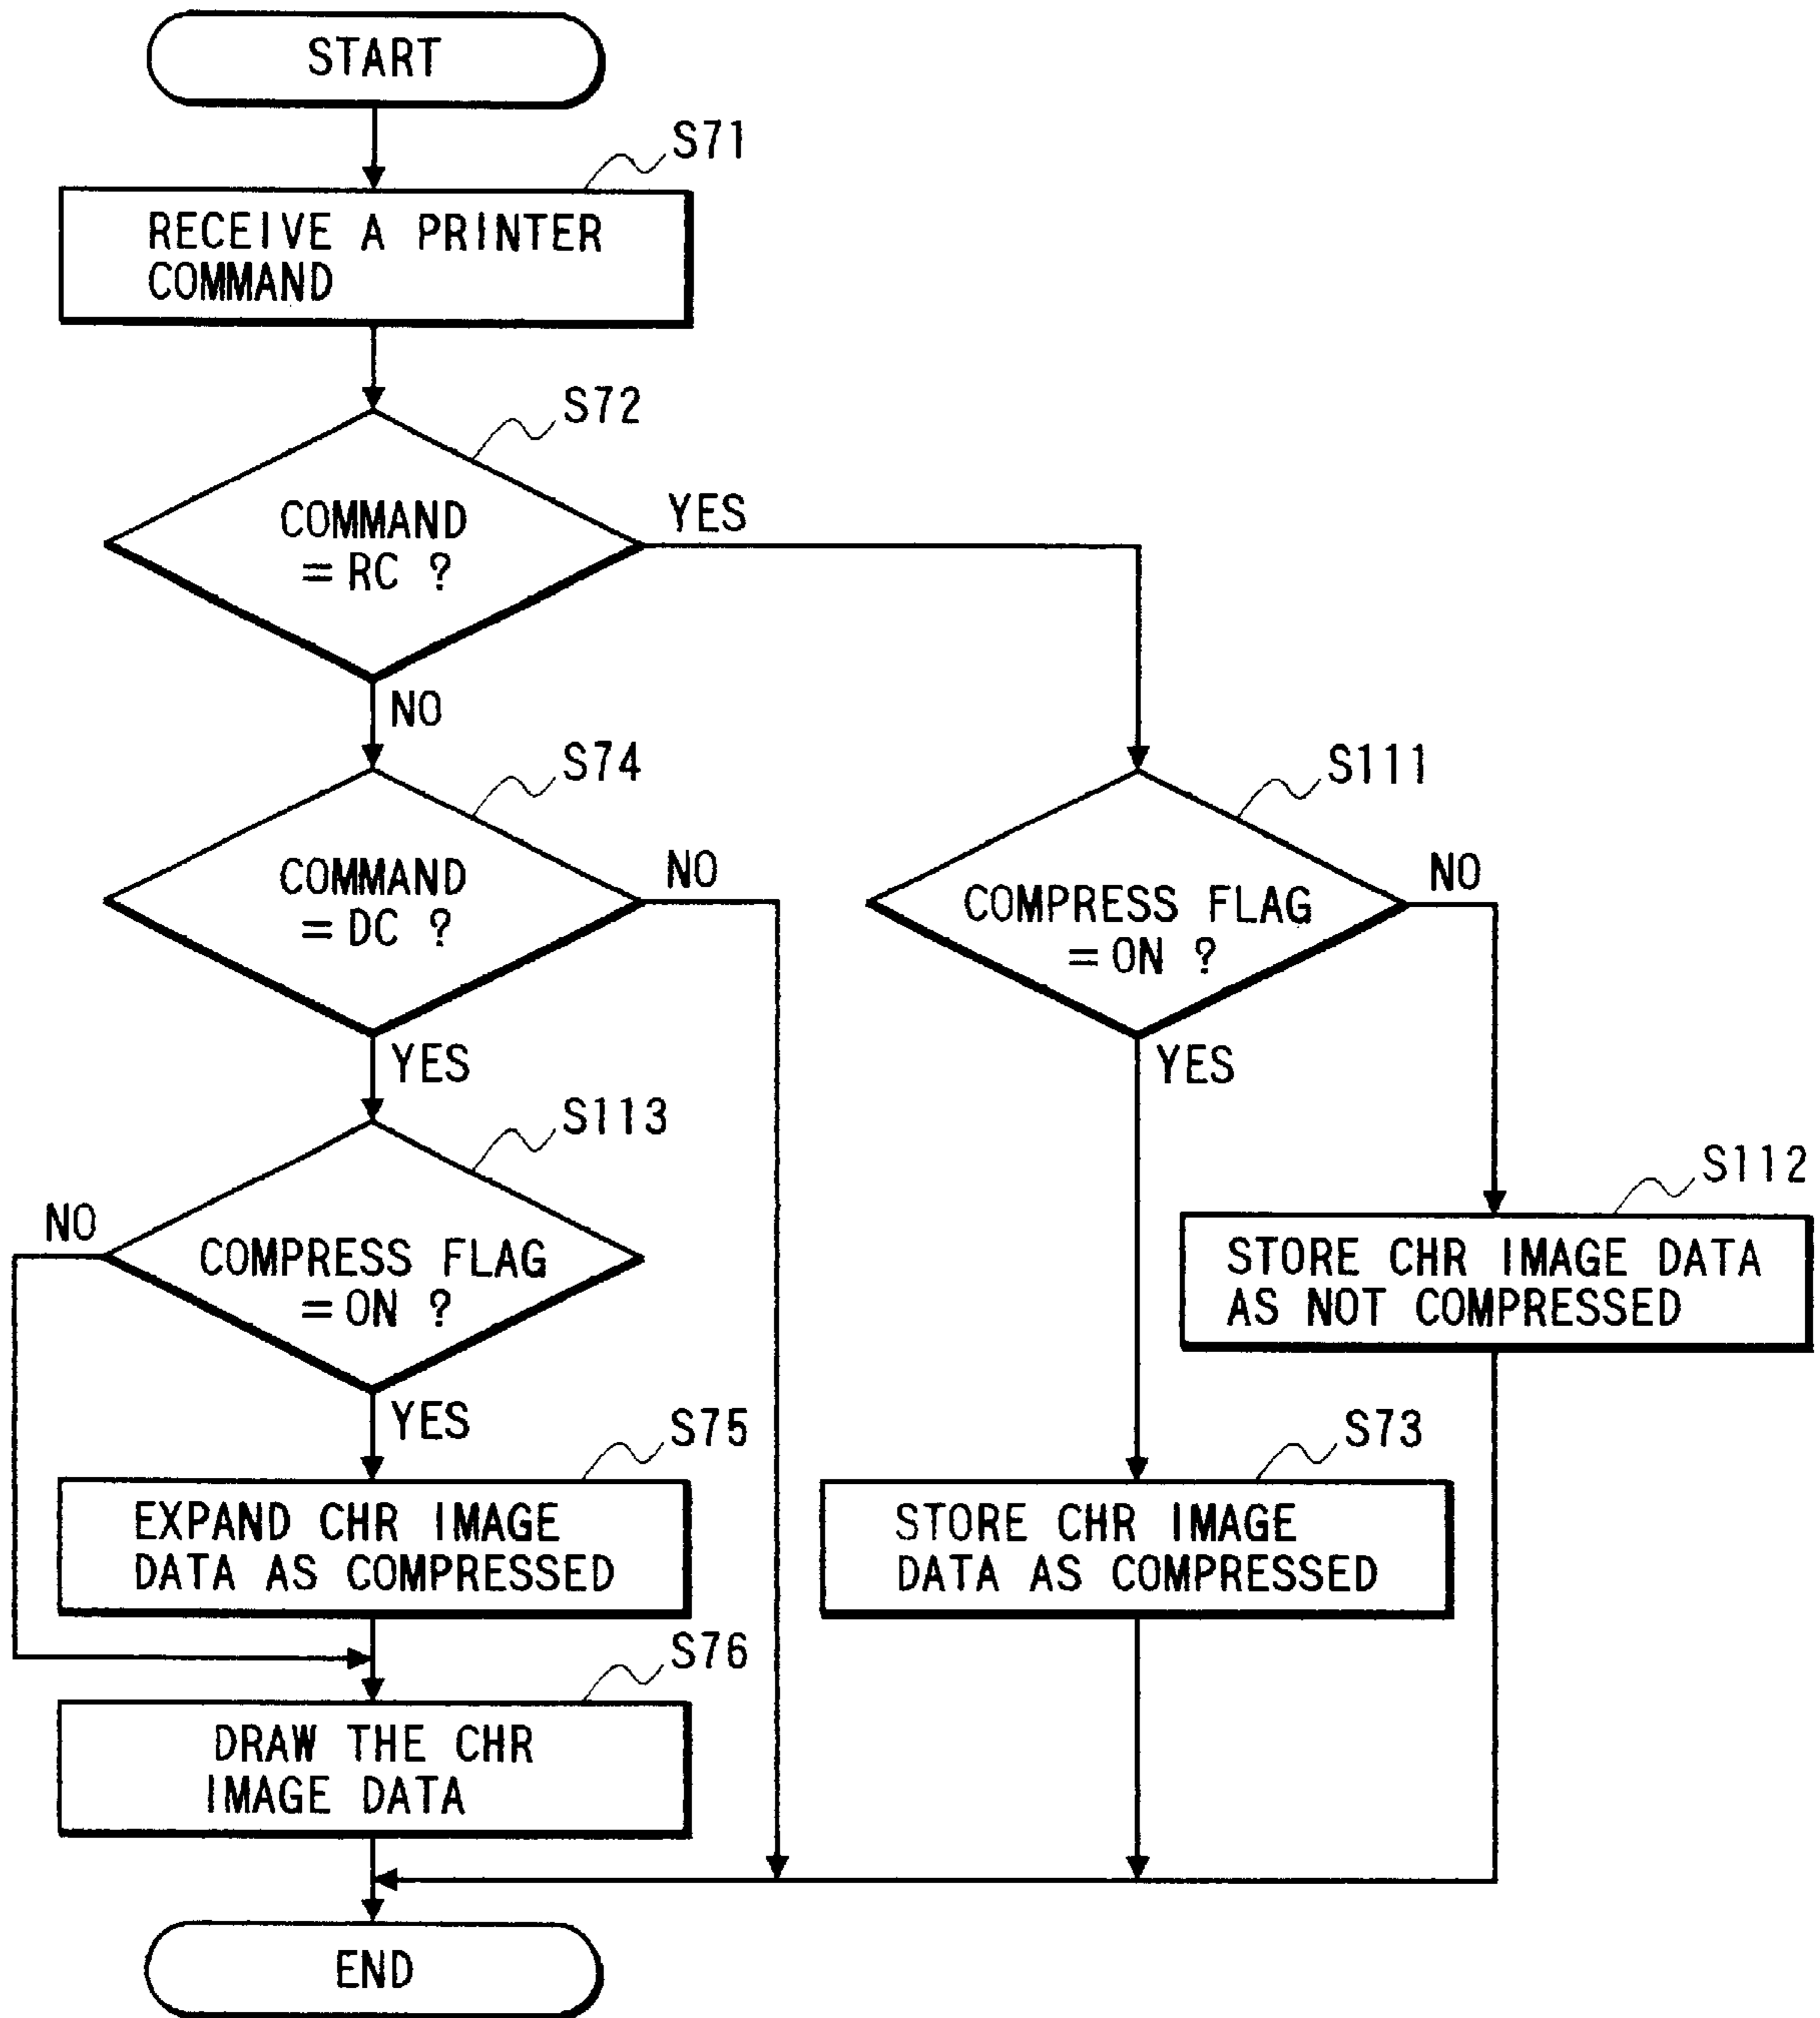 START
S71
RECEIVE A PRINTER
COMMAND
S72
COMMAND
= RC ?
YES
NO
S74
COMMAND
= DC ?
NO
YES
S111
COMPRESS FLAG
= ON ?
NO
YES
S113
COMPRESS FLAG
= ON ?
NO
YES
S112
STORE CHR IMAGE DATA
AS NOT COMPRESSED
S75
EXPAND CHR IMAGE
DATA AS COMPRESSED
S73
STORE CHR IMAGE
DATA AS COMPRESSED
S76
DRAW THE CHR
IMAGE DATA
END